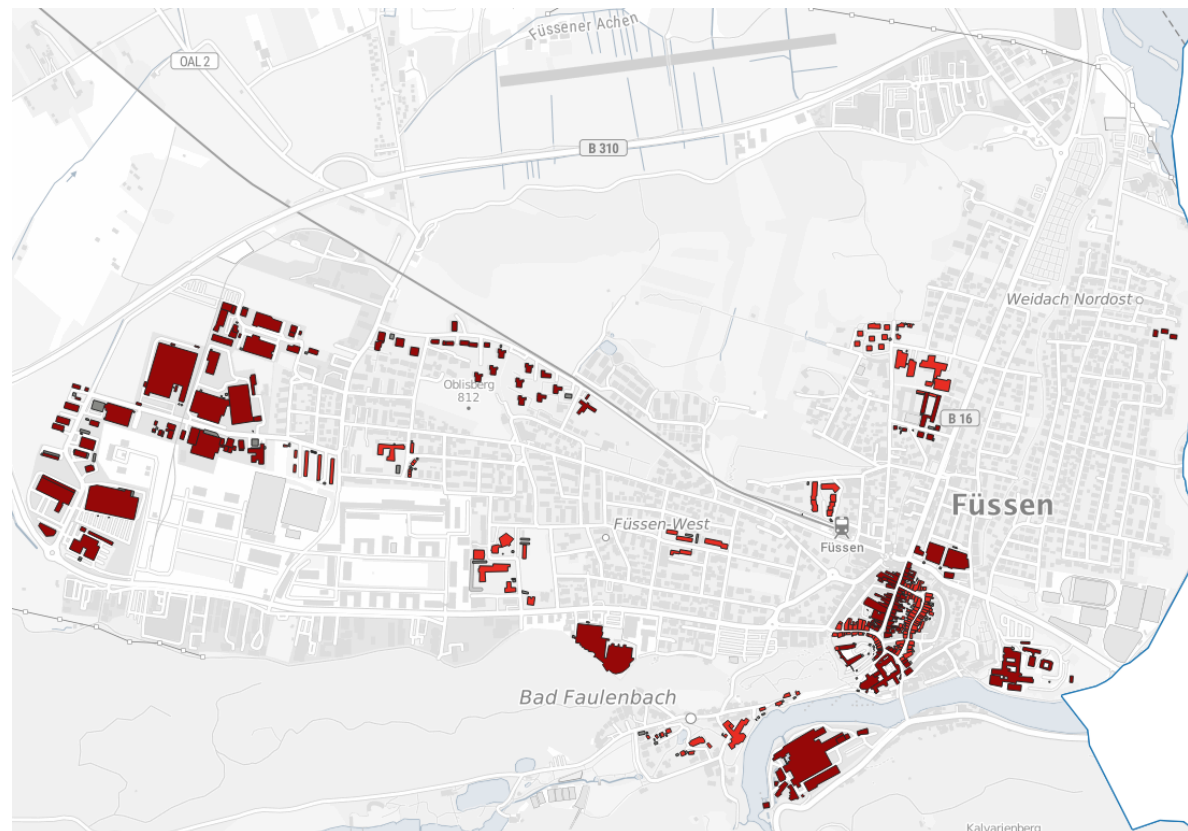 Füssener Achen
OAL 2
B 310
Weidach Nordost
Oblisberg
812
B 16
Füssen
Füssen-West
Füssen
Bad Faulenbach
Kalvarienberg